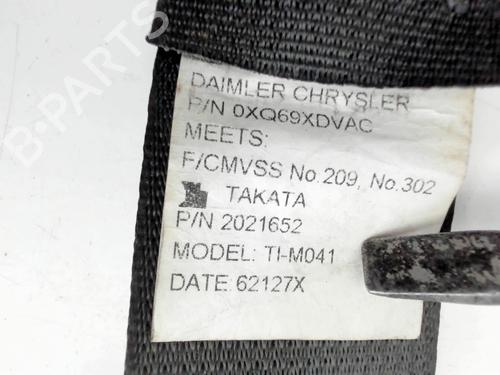 DAIMLER CHRYSLER
P/N 0XQ69XDVAC
MEETS:
F/CMVSS No.209, No.302
TAKATA
P/N 2021652
MODEL: TI-M041
DATE:62127X
B-PARTS